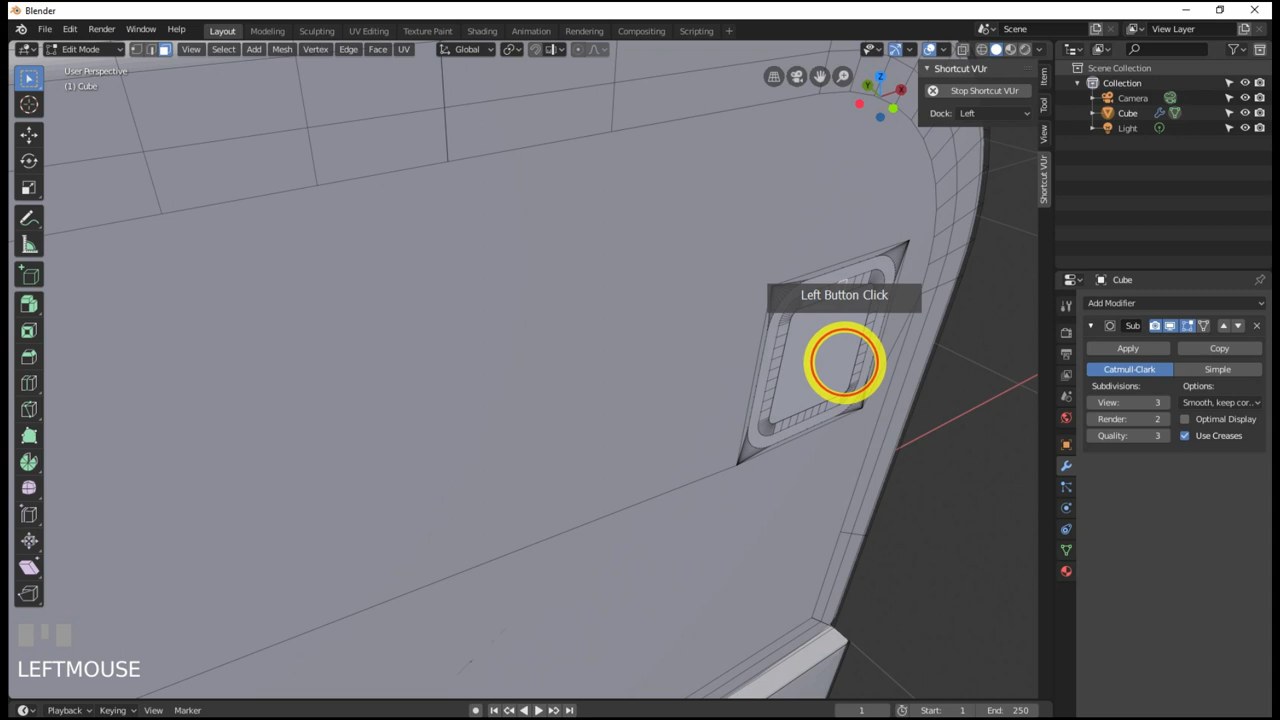 Blender
File Edit Render Window Help Layout Modeling Sculpting UV Editing Texture Paint Shading Animation Rendering Compositing Scripting + Scene View Layer
Edit Mode View Select Add Mesh Vertex Edge Face UV Global
User Perspective
(1) Cube
Z
Y
X
Shortcut VUr
Stop Shortcut VUr
Dock: Left
Item
Tool
View
Shortcut VUr
Scene Collection
Collection
Camera
Cube
Light
Cube
Add Modifier
Sub
Apply Copy
Catmull-Clark Simple
Subdivisions: Options:
View: 3 Smooth, keep cor..
Render: 2 Optimal Display
Quality: 3 Use Creases
Left Button Click
LEFTMOUSE
Playback Keying View Marker 1 Start: 1 End: 250